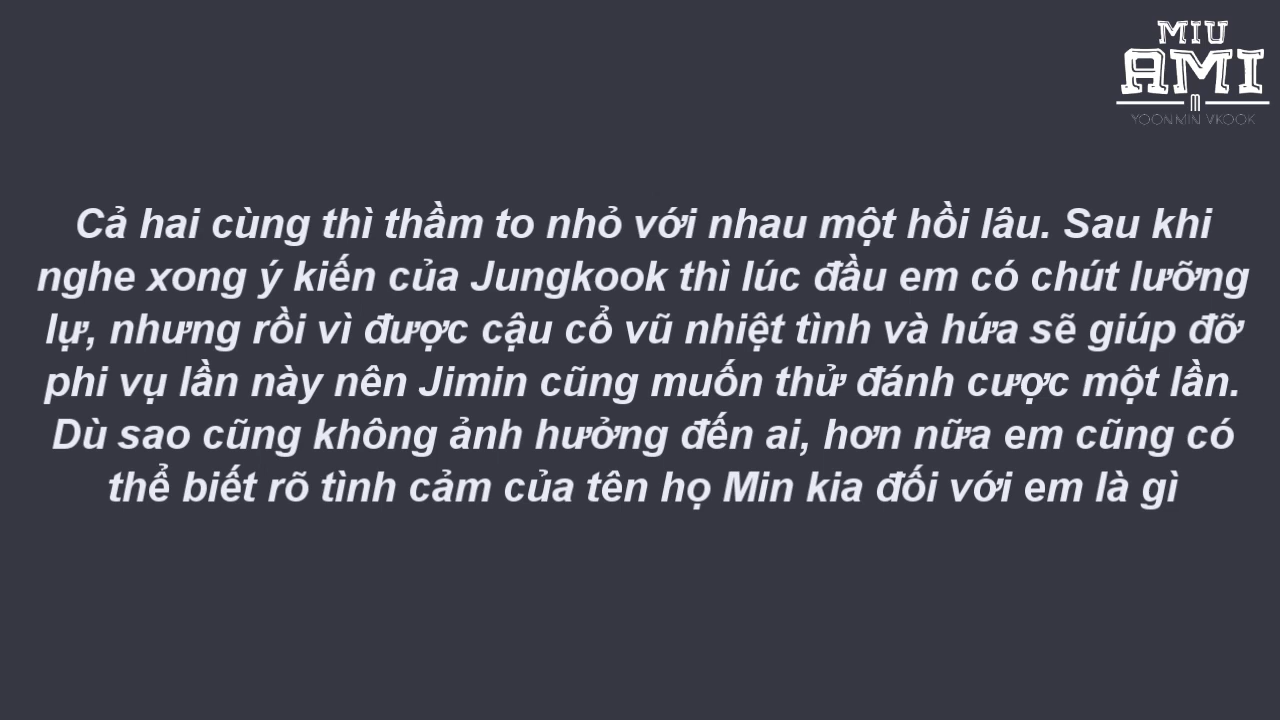 MIU
AMI
m
YOONMIN VKOOK
Cả hai cùng thì thầm to nhỏ với nhau một hồi lâu. Sau khi
nghe xong ý kiến của Jungkook thì lúc đầu em có chút lưỡng
lự, nhưng rồi vì được cậu cổ vũ nhiệt tình và hứa sẽ giúp đỡ
phi vụ lần này nên Jimin cũng muốn thử đánh cược một lần.
Dù sao cũng không ảnh hưởng đến ai, hơn nữa em cũng có
thể biết rõ tình cảm của tên họ Min kia đối với em là gì